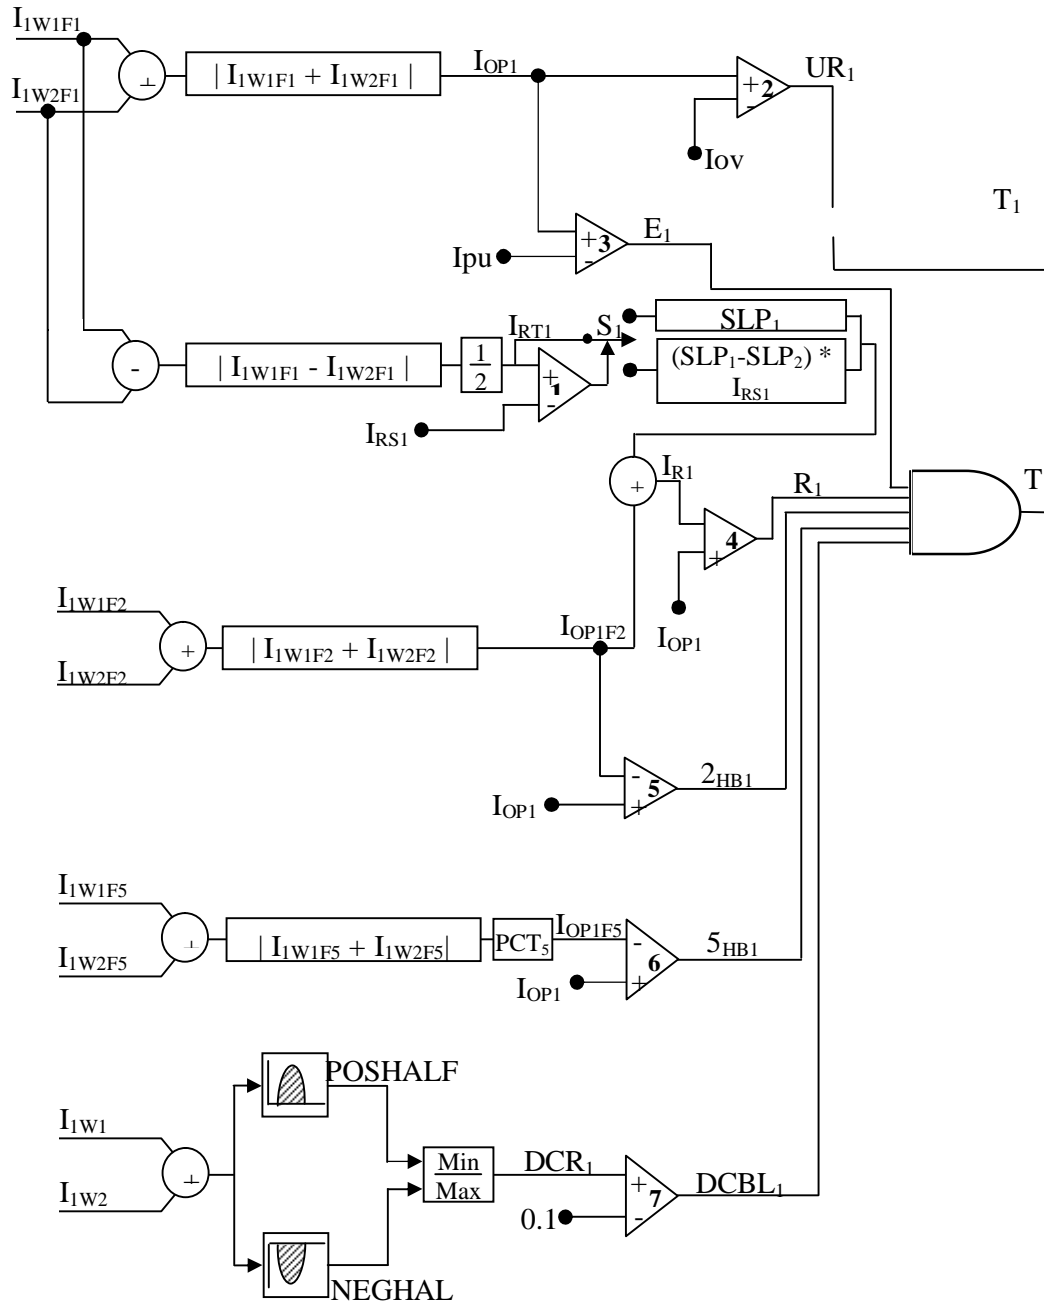 I1W1F1
I1W2F1
+
| I1W1F1 + I1W2F1 |
IOP1
+
-
2
UR1
Iov
T1
+
-
3
E1
Ipu
-
| I1W1F1 - I1W2F1 |
1
2
IRT1
S1
+
-
1
IRS1
SLP1
(SLP1-SLP2) *
IRS1
+
IR1
4
+
R1
T
IOP1
I1W1F2
I1W2F2
+
| I1W1F2 + I1W2F2 |
IOP1F2
-
+
5
2HB1
IOP1
I1W1F5
I1W2F5
+
| I1W1F5 + I1W2F5|
PCT5
IOP1F5
-
+
6
5HB1
IOP1
POSHALF
I1W1
I1W2
+
Min
Max
DCR1
+
-
7
DCBL1
0.1
NEGHAL